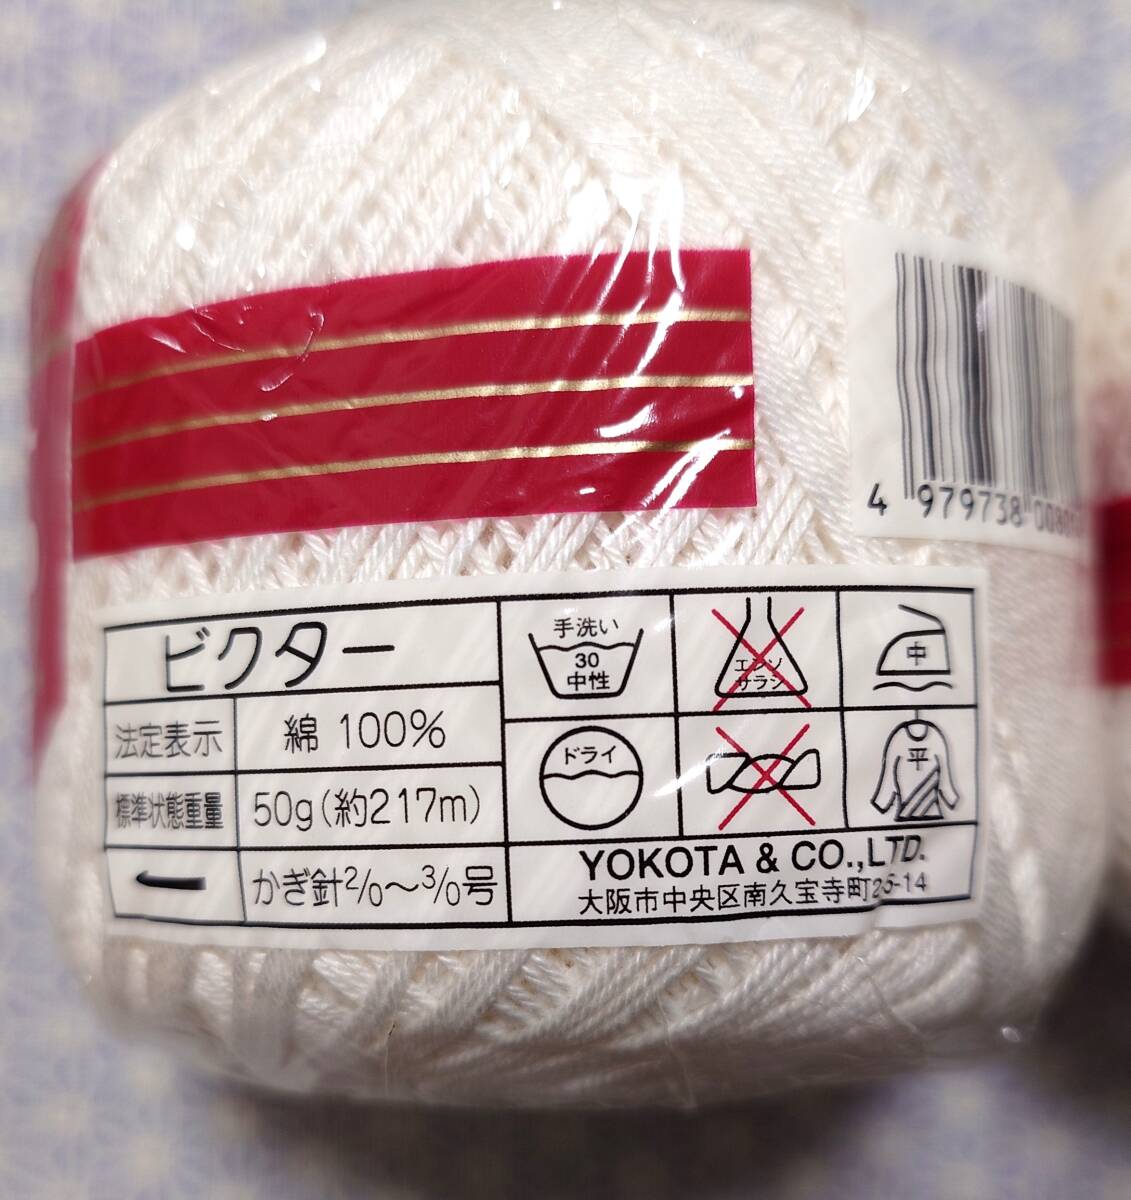 4 979738 008
ビクター
法定表示
綿 100%
標準状態重量
50g(約217m)
かぎ針2/0～3/0号
手洗い
30
中性
エンソ
サラシ
中
ドライ
平
YOKOTA & CO.,LTD.
大阪市中央区南久宝寺町2-14